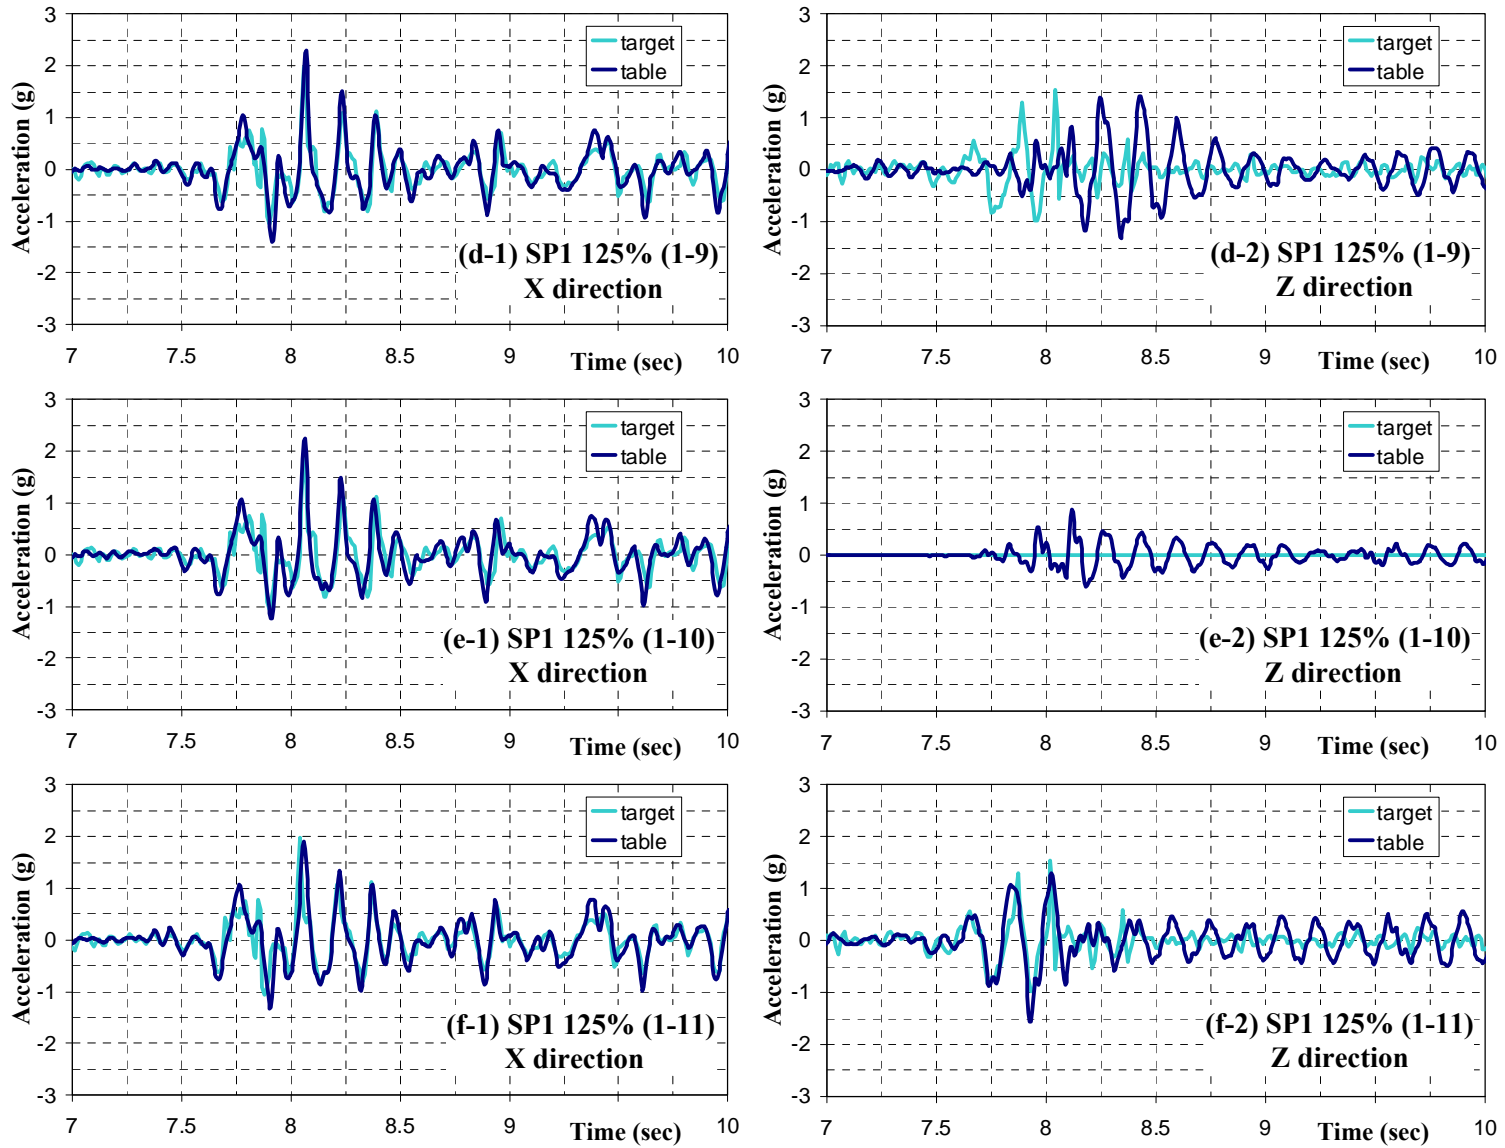 3
2
1
0
-1
-2
-3
Acceleration (g)
target
table
(d-1) SP1 125% (1-9)
X direction
7 7.5 8 8.5 9 Time (sec) 10
3
2
1
0
-1
-2
-3
Acceleration (g)
target
table
(d-2) SP1 125% (1-9)
Z direction
7 7.5 8 8.5 9 Time (sec) 10
3
2
1
0
-1
-2
-3
Acceleration (g)
target
table
(e-1) SP1 125% (1-10)
X direction
7 7.5 8 8.5 9 Time (sec) 10
3
2
1
0
-1
-2
-3
Acceleration (g)
target
table
(e-2) SP1 125% (1-10)
Z direction
7 7.5 8 8.5 9 Time (sec) 10
3
2
1
0
-1
-2
-3
Acceleration (g)
target
table
(f-1) SP1 125% (1-11)
X direction
7 7.5 8 8.5 9 Time (sec) 10
3
2
1
0
-1
-2
-3
Acceleration (g)
target
table
(f-2) SP1 125% (1-11)
Z direction
7 7.5 8 8.5 9 Time (sec) 10